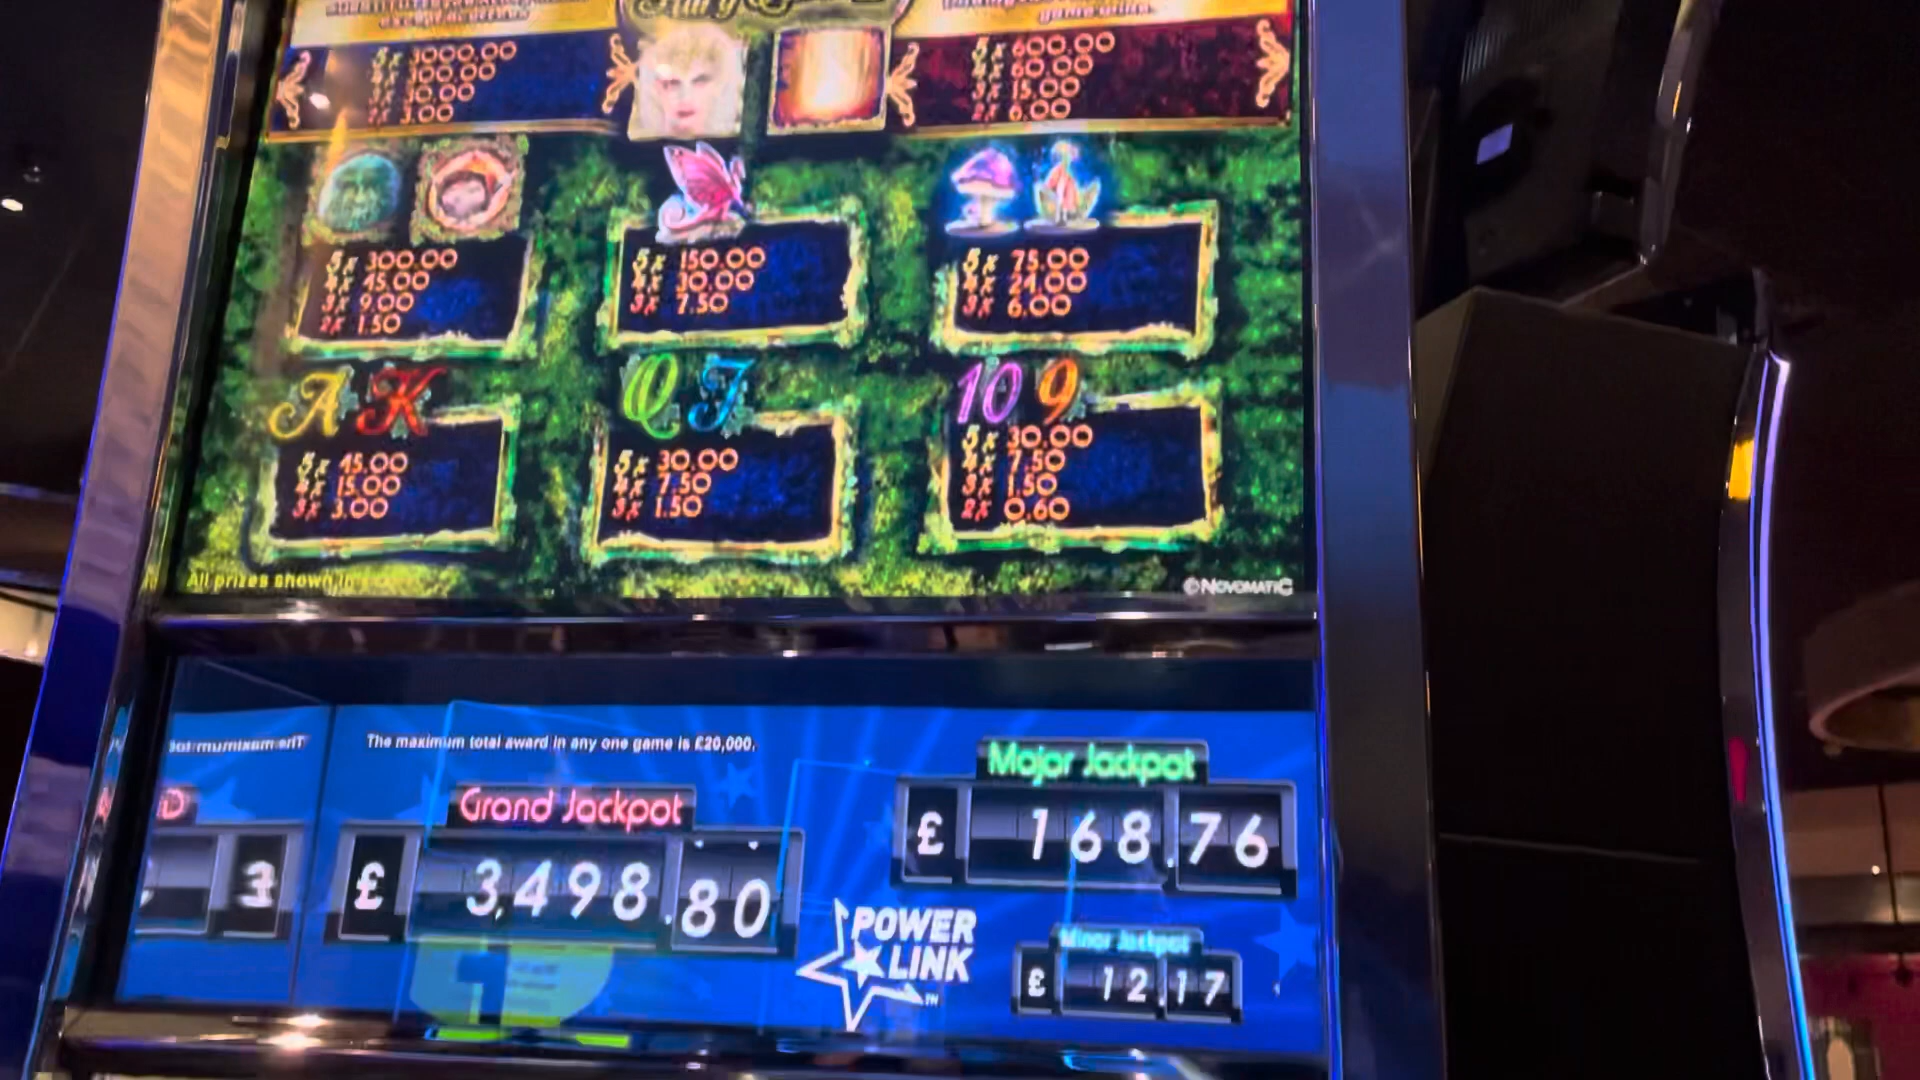 game wins.
5x 3000.00
4x 300.00
3x 30.00
2x 3.00
5x 600.00
4x 60.00
3x 15.00
2x 6.00
5x 300.00
4x 45.00
3x 9.00
2x 1.50
5x 150.00
4x 30.00
3x 7.50
5x 75.00
4x 24.00
3x 6.00
A K
5x 45.00
4x 15.00
3x 3.00
Q J
5x 30.00
4x 7.50
3x 1.50
10 9
5x 30.00
4x 7.50
3x 1.50
2x 0.60
All prizes shown in
© NOVOMATIC
The maximum total award in any one game is £20,000.
Grand Jackpot
£ 3,498.80
Major Jackpot
£ 168.76
POWER
LINK™
Minor Jackpot
£ 12.17